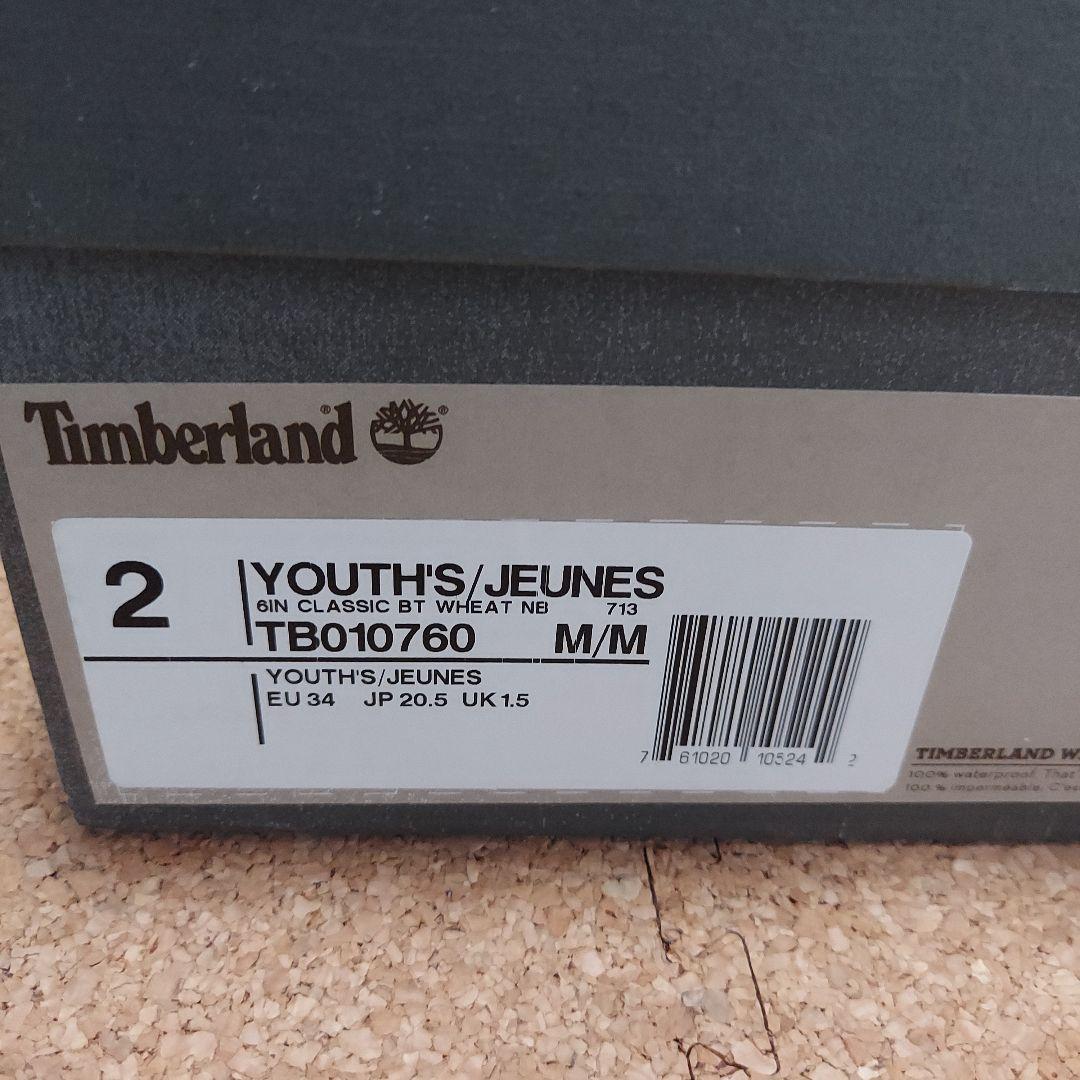 Timberland® ®
2 YOUTH'S/JEUNES
6IN CLASSIC BT WHEAT NB 713
TB010760 M/M
YOUTH'S/JEUNES
EU 34 JP 20.5 UK 1.5
7 61020 10524 2
TIMBERLAND W
100% waterproof. That
100 % imperméable. C'es